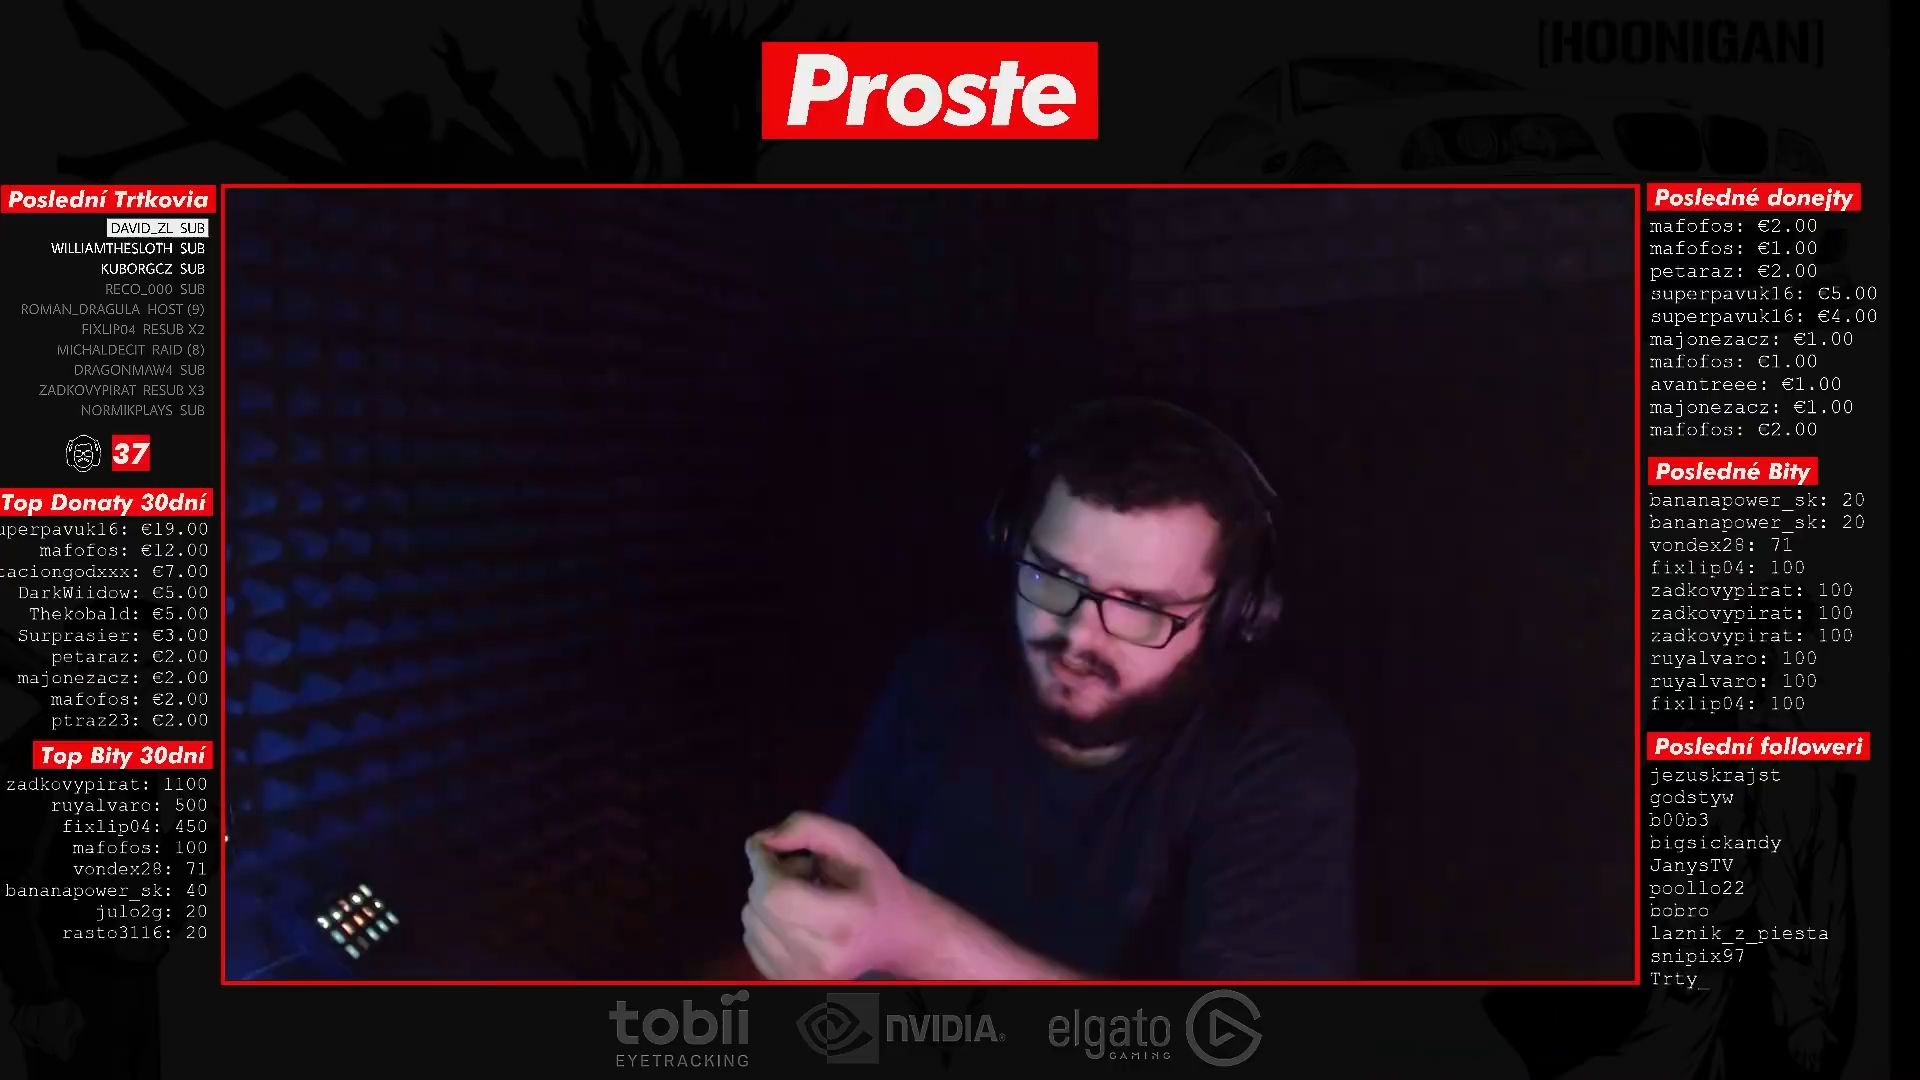 [HOONIGAN]
Proste
Poslední Trtkovia
DAVID_ZL SUB
WILLIAMTHESLOTH SUB
KUBORGCZ SUB
RECO_000 SUB
ROMAN_DRAGULA HOST (9)
FIXLIP04 RESUB X2
MICHALDECIT RAID (8)
DRAGONMAW4 SUB
ZADKOVYPIRAT RESUB X3
NORMIKPLAYS SUB
37
Top Donaty 30dní
uperpavuk16: €19.00
mafofos: €12.00
taciongodxxx: €7.00
DarkWiidow: €5.00
Thekobald: €5.00
Surprasier: €3.00
petaraz: €2.00
majonezacz: €2.00
mafofos: €2.00
ptraz23: €2.00
Top Bity 30dní
zadkovypirat: 1100
ruyalvaro: 500
fixlip04: 450
mafofos: 100
vondex28: 71
bananapower_sk: 40
julo2g: 20
rasto3116: 20
Posledné donejty
mafofos: €2.00
mafofos: €1.00
petaraz: €2.00
superpavuk16: €5.00
superpavuk16: €4.00
majonezacz: €1.00
mafofos: €1.00
avantreee: €1.00
majonezacz: €1.00
mafofos: €2.00
Posledné Bity
bananapower_sk: 20
bananapower_sk: 20
vondex28: 71
fixlip04: 100
zadkovypirat: 100
zadkovypirat: 100
zadkovypirat: 100
ruyalvaro: 100
ruyalvaro: 100
fixlip04: 100
Poslední followeri
jezuskrajst
godstyw
b00b3
bigsickandy
JanysTV
poollo22
bobro
laznik_z_piesta
snipix97
Trty_
tobii
EYETRACKING
NVIDIA
elgato
GAMING